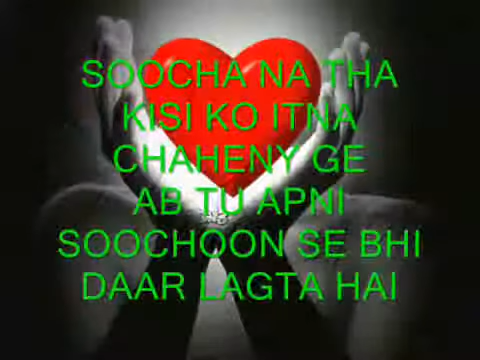 SOOCHA NA THA
KISI KO ITNA
CHAHENY GE
AB TU APNI
SOOCHOON SE BHI
DAAR LAGTA HAI